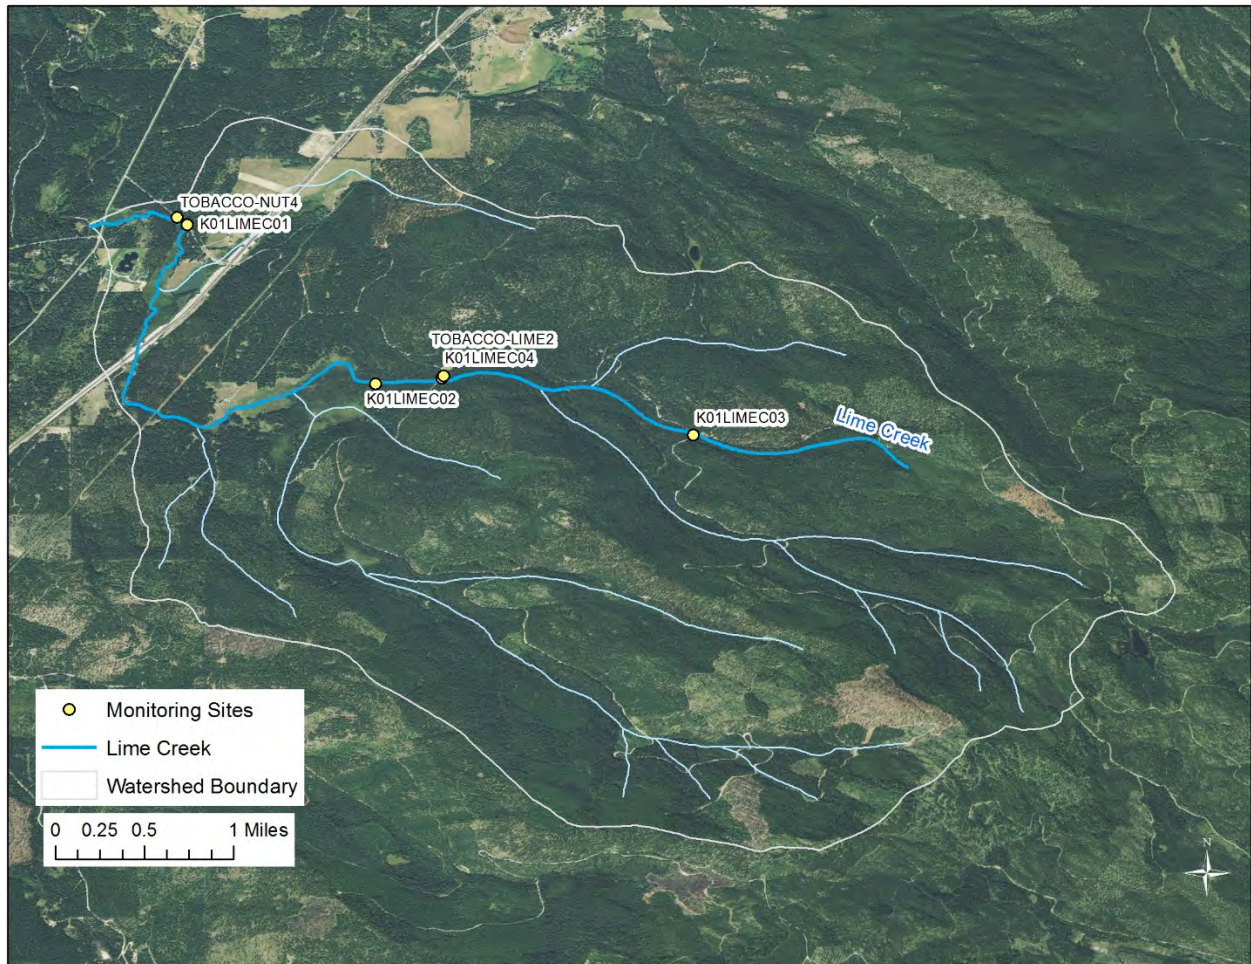 TOBACCO-NUT4
K01LIMEC01
TOBACCO-LIME2
K01LIMEC04
K01LIMEC02
K01LIMEC03
Lime Creek
Monitoring Sites
Lime Creek
Watershed Boundary
0 0.25 0.5 1 Miles
N